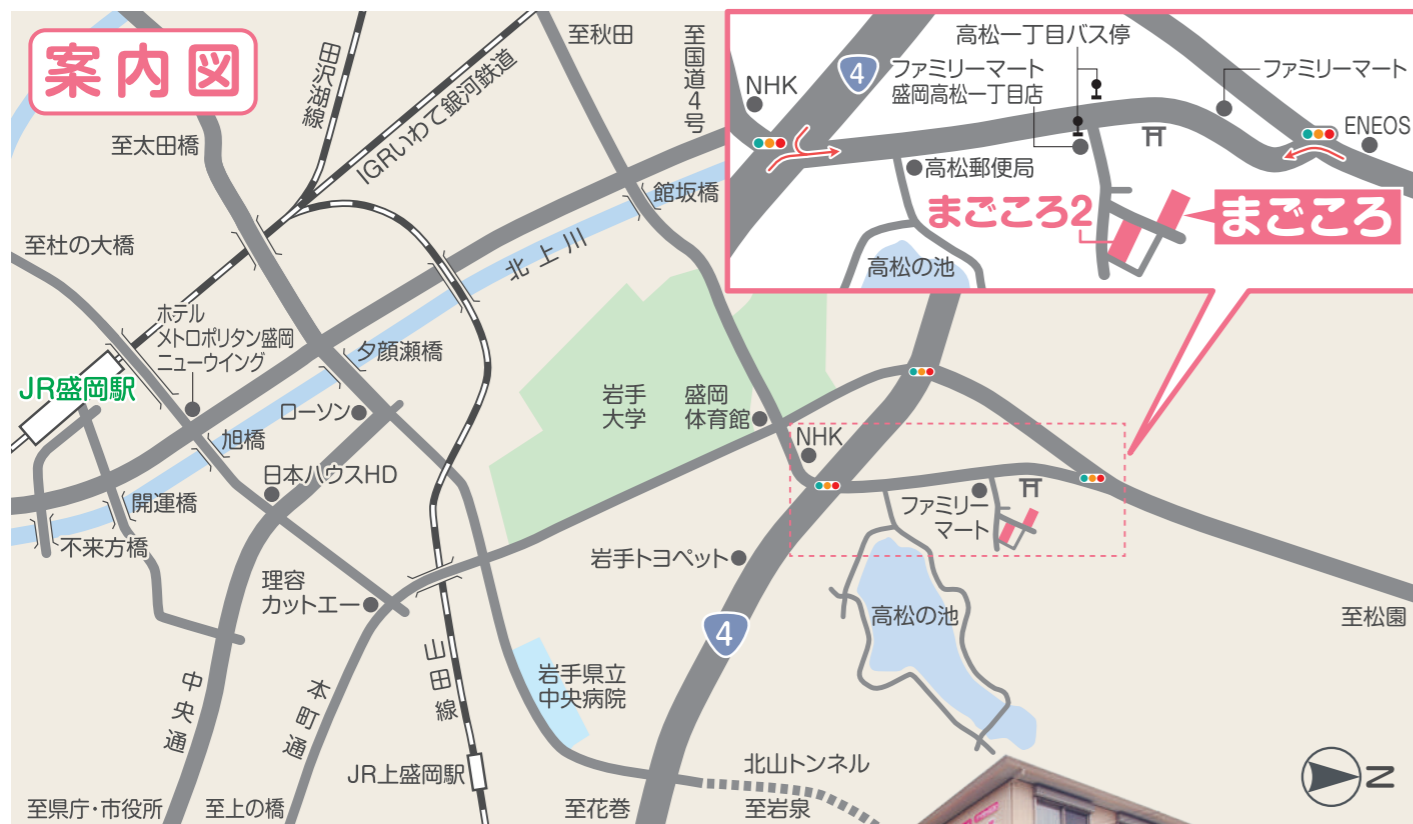 案内図
田沢湖線
IGRいわて銀河鉄道
至秋田
至国道4号
至太田橋
館坂橋
至杜の大橋
北上川
ホテル
メトロポリタン盛岡
ニューウイング
夕顔瀬橋
JR盛岡駅
ローソン
旭橋
日本ハウスHD
開運橋
不来方橋
理容
カットエー
岩手
大学
盛岡
体育館
NHK
ファミリー
マート
岩手トヨペット
高松の池
4
至松園
岩手県立
中央病院
山田線
中央通
本町通
JR上盛岡駅
北山トンネル
至県庁・市役所
至上の橋
至花巻
至岩泉
N
NHK
4
高松一丁目バス停
ファミリーマート
盛岡高松一丁目店
ファミリーマート
ENEOS
高松郵便局
まごころ2
まごころ
高松の池